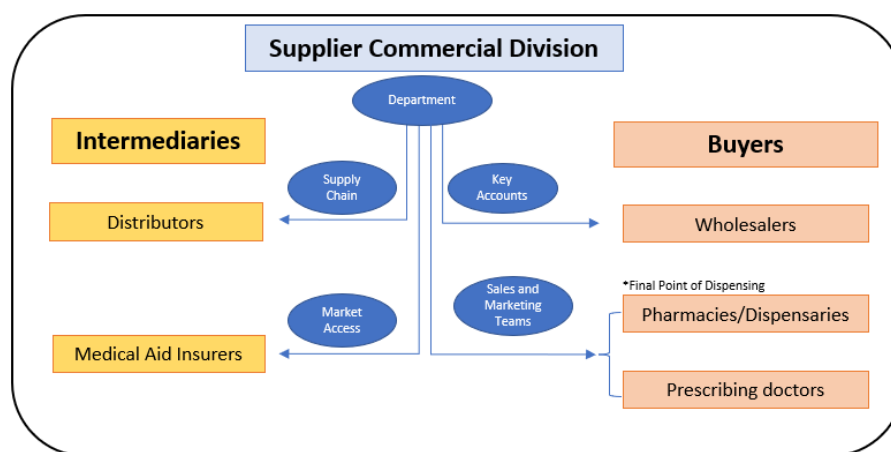 Supplier Commercial Division
Department
Intermediaries
Buyers
Supply
Chain
Key
Accounts
Distributors
Wholesalers
*Final Point of Dispensing
Sales and
Marketing
Teams
Market
Access
Pharmacies/Dispensaries
Medical Aid Insurers
Prescribing doctors